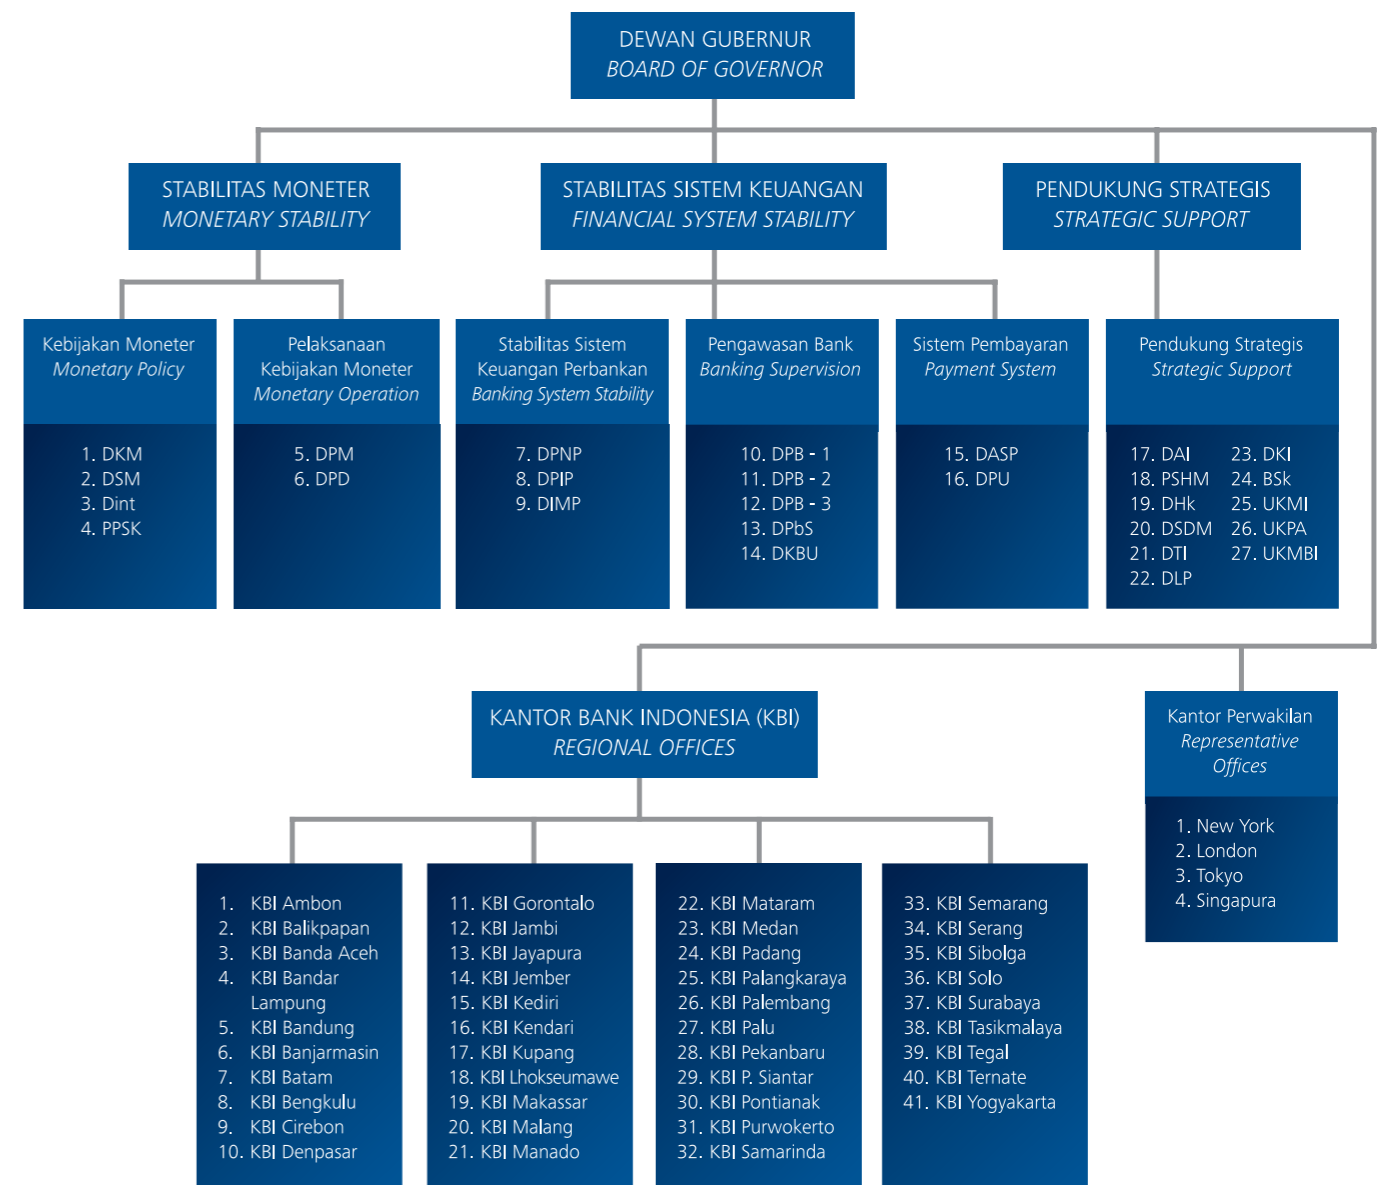 DEWAN GUBERNUR
BOARD OF GOVERNOR
STABILITAS MONETER
MONETARY STABILITY
STABILITAS SISTEM KEUANGAN
FINANCIAL SYSTEM STABILITY
PENDUKUNG STRATEGIS
STRATEGIC SUPPORT
Kebijakan Moneter
Monetary Policy
1. DKM
2. DSM
3. Dint
4. PPSK
Pelaksanaan
Kebijakan Moneter
Monetary Operation
5. DPM
6. DPD
Stabilitas Sistem
Keuangan Perbankan
Banking System Stability
7. DPNP
8. DPIP
9. DIMP
Pengawasan Bank
Banking Supervision
10. DPB - 1
11. DPB - 2
12. DPB - 3
13. DPbS
14. DKBU
Sistem Pembayaran
Payment System
15. DASP
16. DPU
Pendukung Strategis
Strategic Support
17. DAI
18. PSHM
19. DHk
20. DSDM
21. DTI
22. DLP
23. DKI
24. BSk
25. UKMI
26. UKPA
27. UKMBI
KANTOR BANK INDONESIA (KBI)
REGIONAL OFFICES
1. KBI Ambon
2. KBI Balikpapan
3. KBI Banda Aceh
4. KBI Bandar
Lampung
5. KBI Bandung
6. KBI Banjarmasin
7. KBI Batam
8. KBI Bengkulu
9. KBI Cirebon
10. KBI Denpasar
11. KBI Gorontalo
12. KBI Jambi
13. KBI Jayapura
14. KBI Jember
15. KBI Kediri
16. KBI Kendari
17. KBI Kupang
18. KBI Lhokseumawe
19. KBI Makassar
20. KBI Malang
21. KBI Manado
22. KBI Mataram
23. KBI Medan
24. KBI Padang
25. KBI Palangkaraya
26. KBI Palembang
27. KBI Palu
28. KBI Pekanbaru
29. KBI P. Siantar
30. KBI Pontianak
31. KBI Purwokerto
32. KBI Samarinda
33. KBI Semarang
34. KBI Serang
35. KBI Sibolga
36. KBI Solo
37. KBI Surabaya
38. KBI Tasikmalaya
39. KBI Tegal
40. KBI Ternate
41. KBI Yogyakarta
Kantor Perwakilan
Representative
Offices
1. New York
2. London
3. Tokyo
4. Singapura